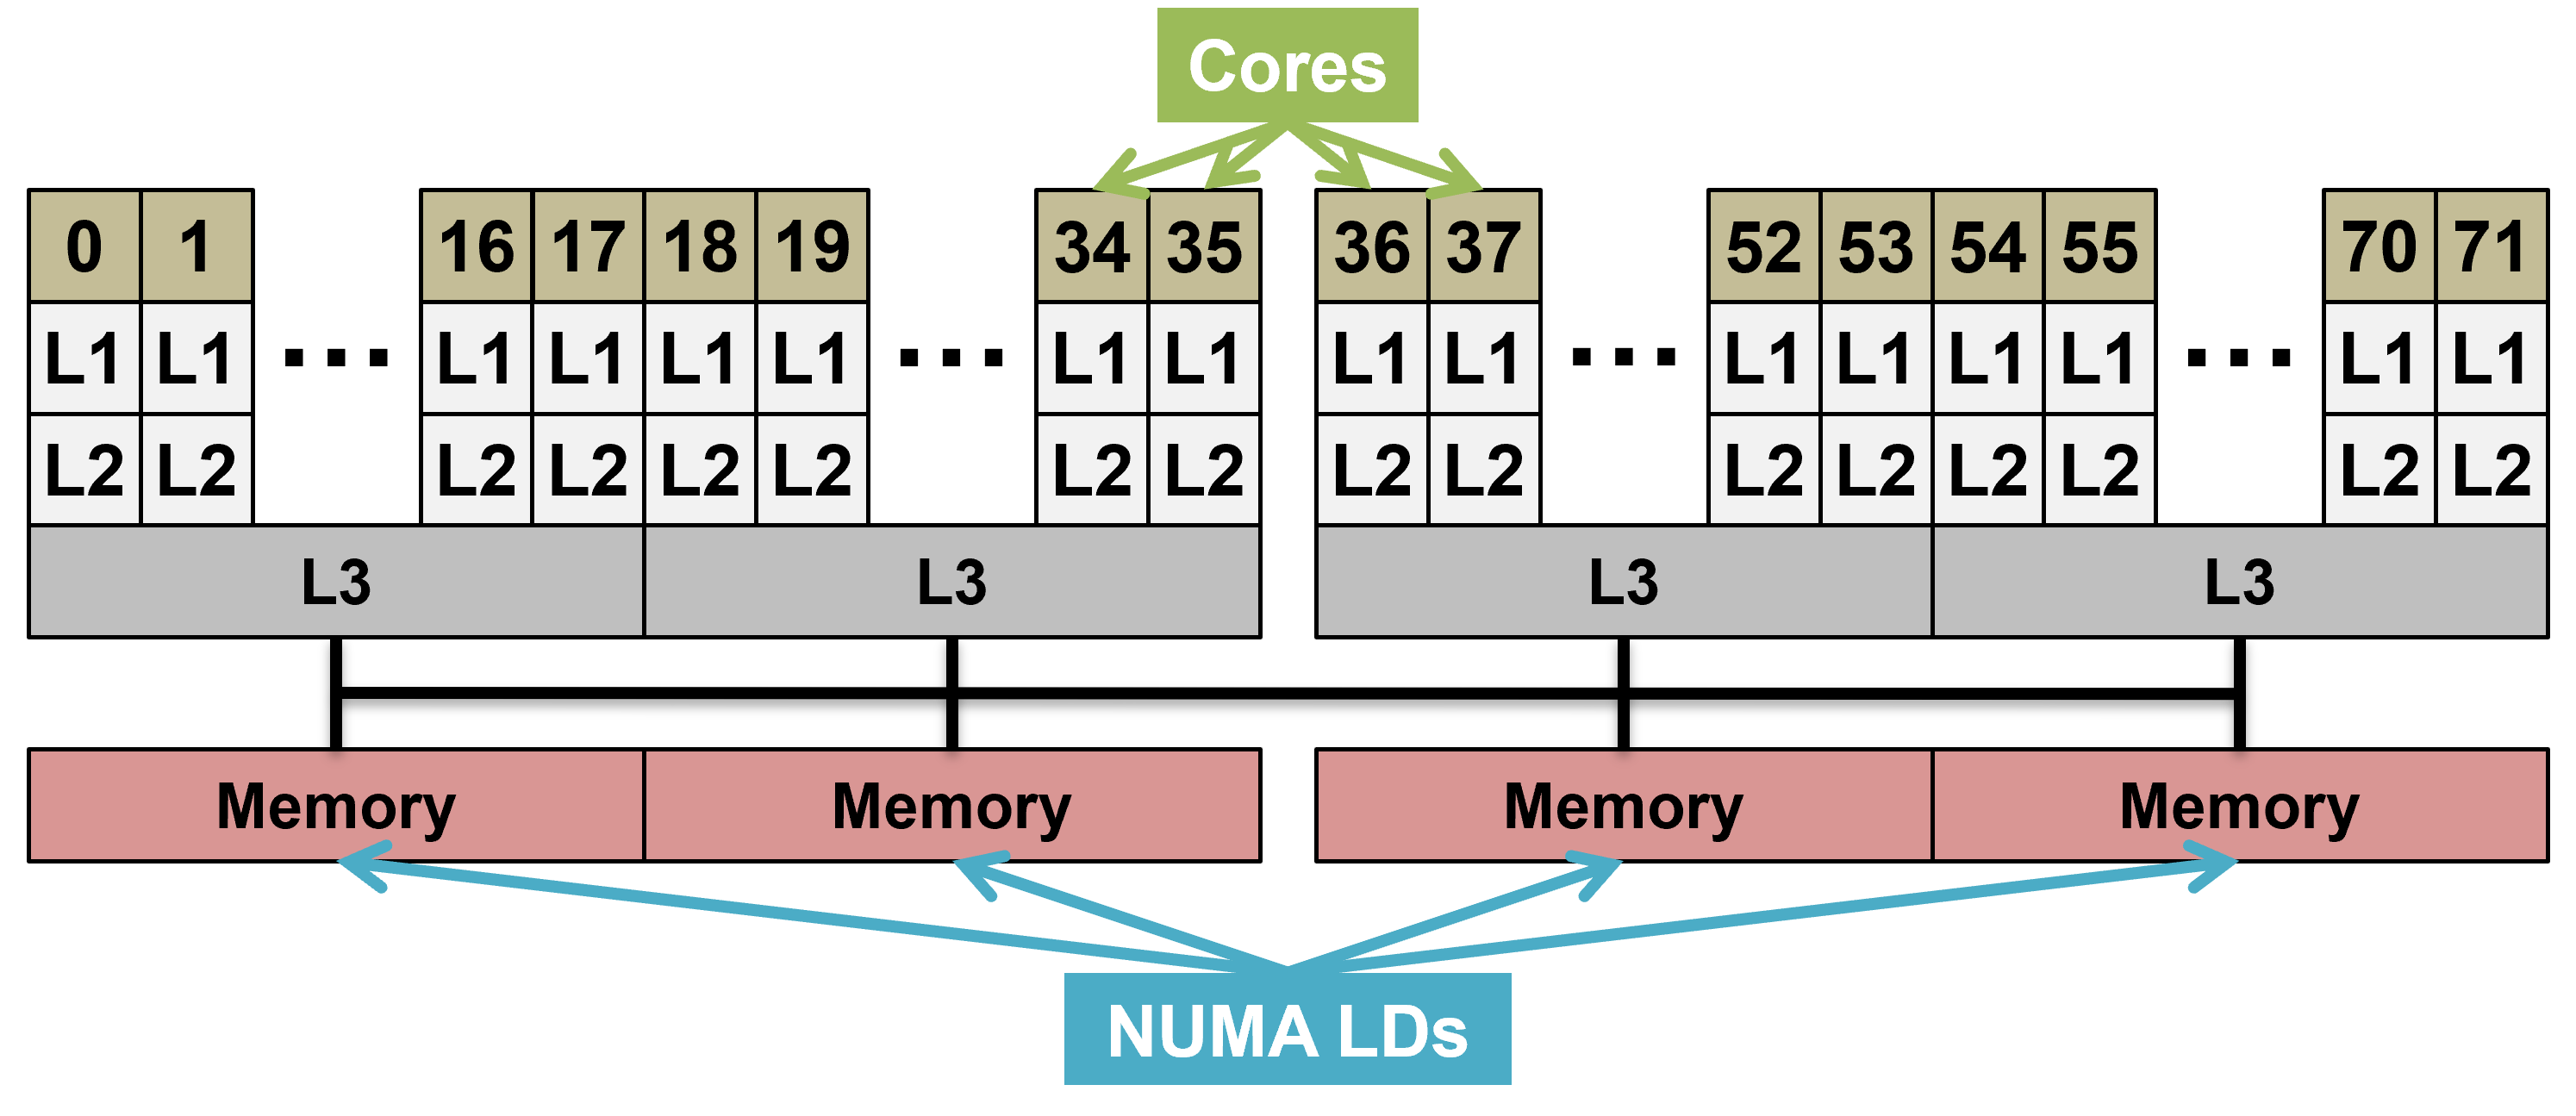 Cores
0 1 16 17 18 19 34 35 36 37 52 53 54 55 70 71
L1 L1 ... L1 L1 L1 L1 ... L1 L1 L1 L1 ... L1 L1 L1 L1 ... L1 L1
L2 L2 L2 L2 L2 L2 L2 L2 L2 L2 L2 L2 L2 L2 L2 L2
L3 L3 L3 L3
Memory Memory Memory Memory
NUMA LDs